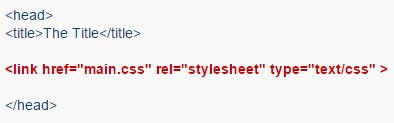 <head>
<title>The Title</title>
<link href="main.css" rel="stylesheet" type="text/css" >
</head>